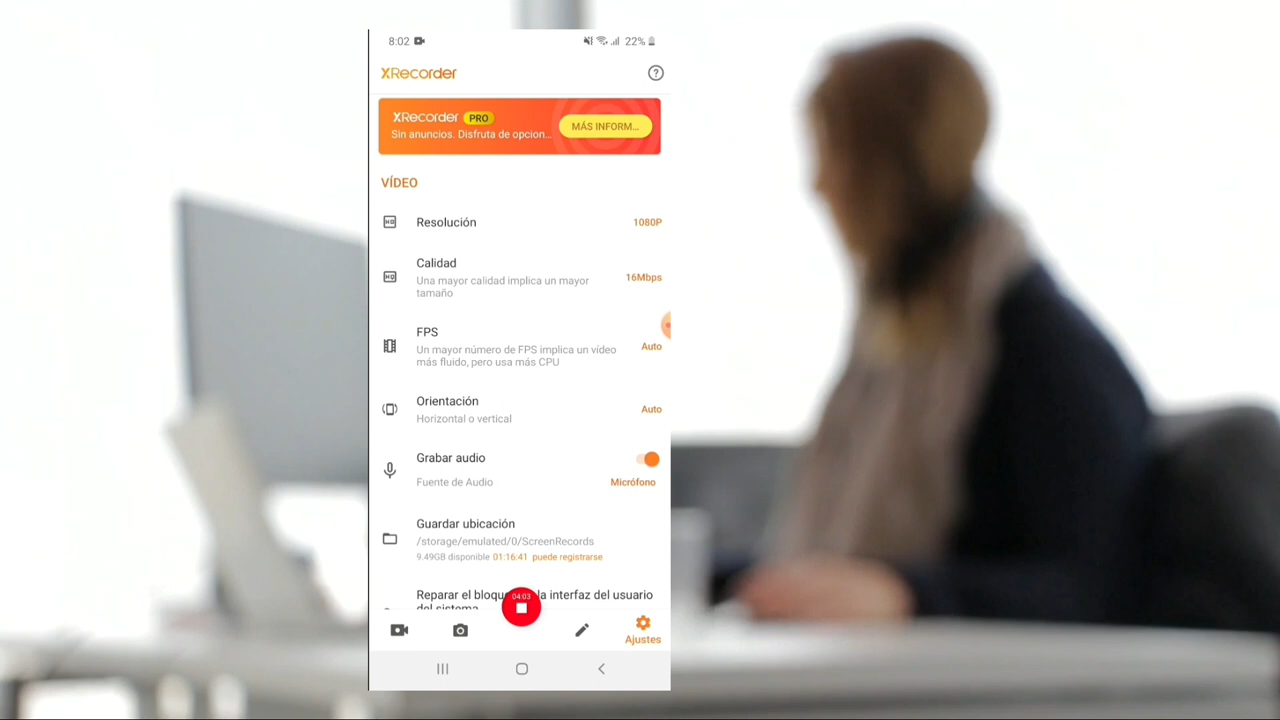 8:02
22%
XRecorder
XRecorder PRO
Sin anuncios. Disfruta de opcion...
MÁS INFORM...
VÍDEO
Resolución
1080P
Calidad
Una mayor calidad implica un mayor
tamaño
16Mbps
FPS
Un mayor número de FPS implica un vídeo
más fluido, pero usa más CPU
Auto
Orientación
Horizontal o vertical
Auto
Grabar audio
Fuente de Audio
Micrófono
Guardar ubicación
/storage/emulated/0/ScreenRecords
9.49GB disponible 01:16:41 puede registrarse
Reparar el bloque la interfaz del usuario
del sistema
04:03
Ajustes